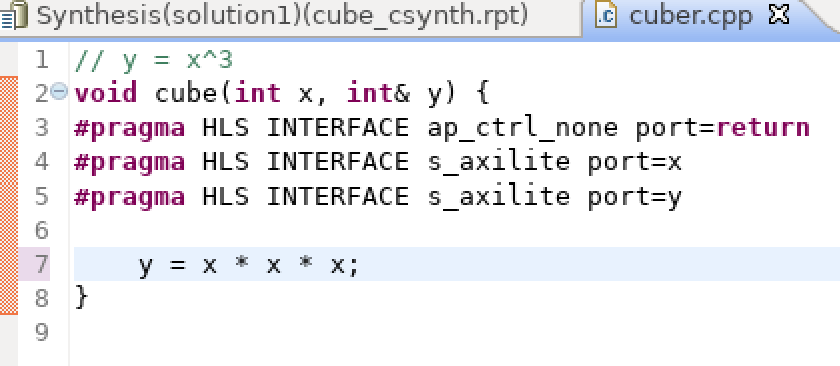 Synthesis(solution1)(cube_csynth.rpt) .c cuber.cpp
1 // y = x^3
2 void cube(int x, int& y) {
3 #pragma HLS INTERFACE ap_ctrl_none port=return
4 #pragma HLS INTERFACE s_axilite port=x
5 #pragma HLS INTERFACE s_axilite port=y
6
7     y = x * x * x;
8 }
9